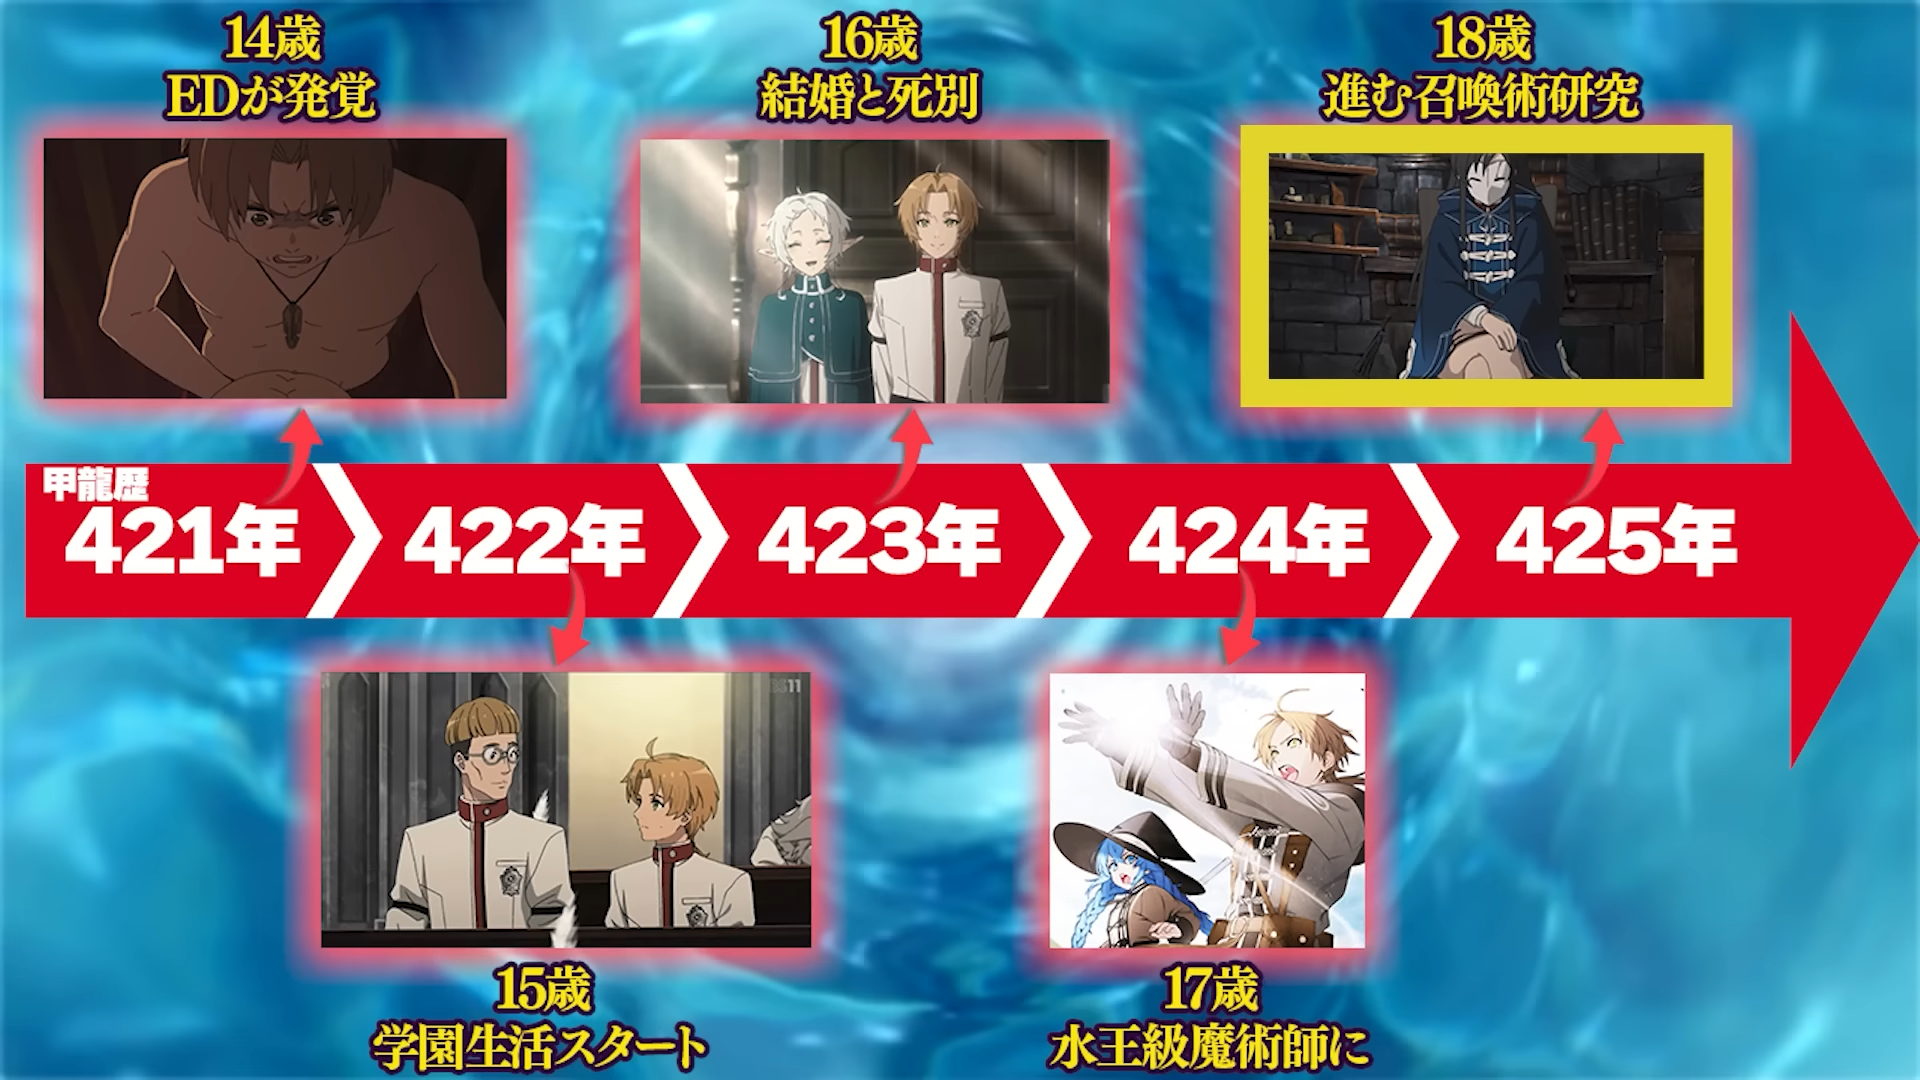 14歳
EDが発覚
16歳
結婚と死別
18歳
進む召喚術研究
甲龍歴
421年
422年
423年
424年
425年
BS11
15歳
学園生活スタート
17歳
水王級魔術師に